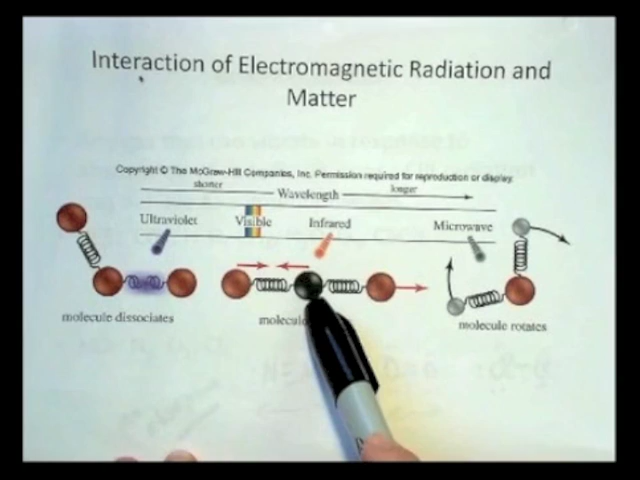 Interaction of Electromagnetic Radiation and
Matter
Copyright © The McGraw-Hill Companies, Inc. Permission required for reproduction or display.
shorter Wavelength longer
Ultraviolet Visible Infrared Microwave
molecule dissociates
molecule rotates